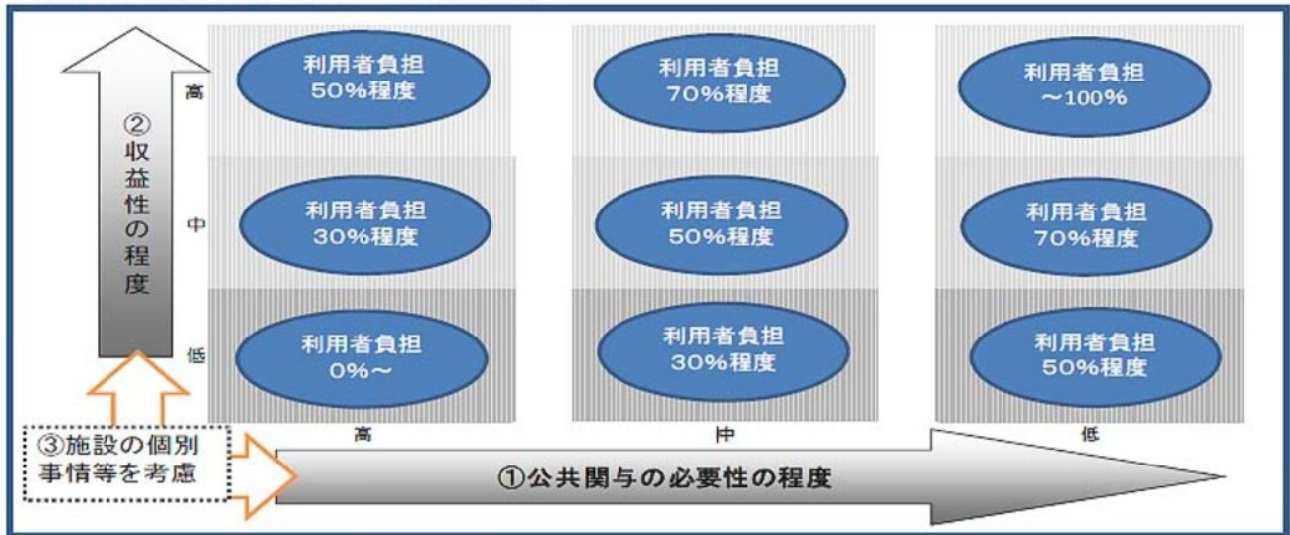 利用者負担
50%程度
利用者負担
70%程度
利用者負担
～100%
高
②収益性の程度
利用者負担
30%程度
利用者負担
50%程度
利用者負担
70%程度
中
利用者負担
0%～
利用者負担
30%程度
利用者負担
50%程度
低
高
中
低
③施設の個別
事情等を考慮
①公共関与の必要性の程度